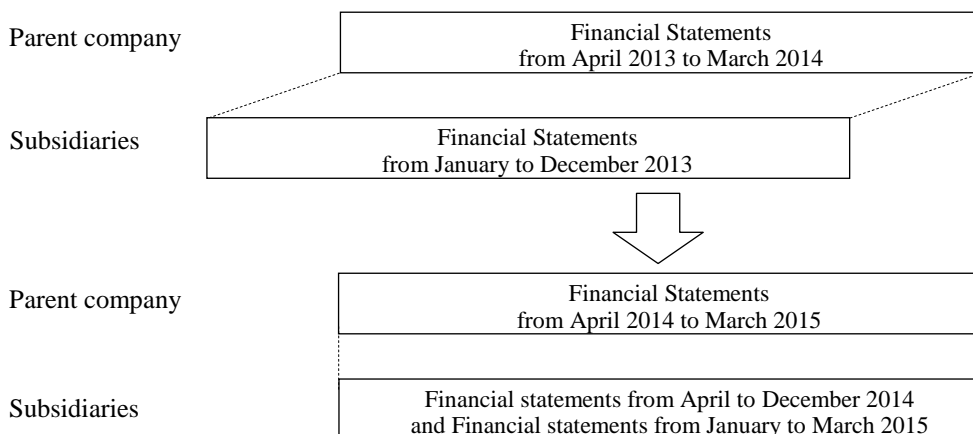 Parent company
Financial Statements
from April 2013 to March 2014
Subsidiaries
Financial Statements
from January to December 2013
Parent company
Financial Statements
from April 2014 to March 2015
Subsidiaries
Financial statements from April to December 2014
and Financial statements from January to March 2015